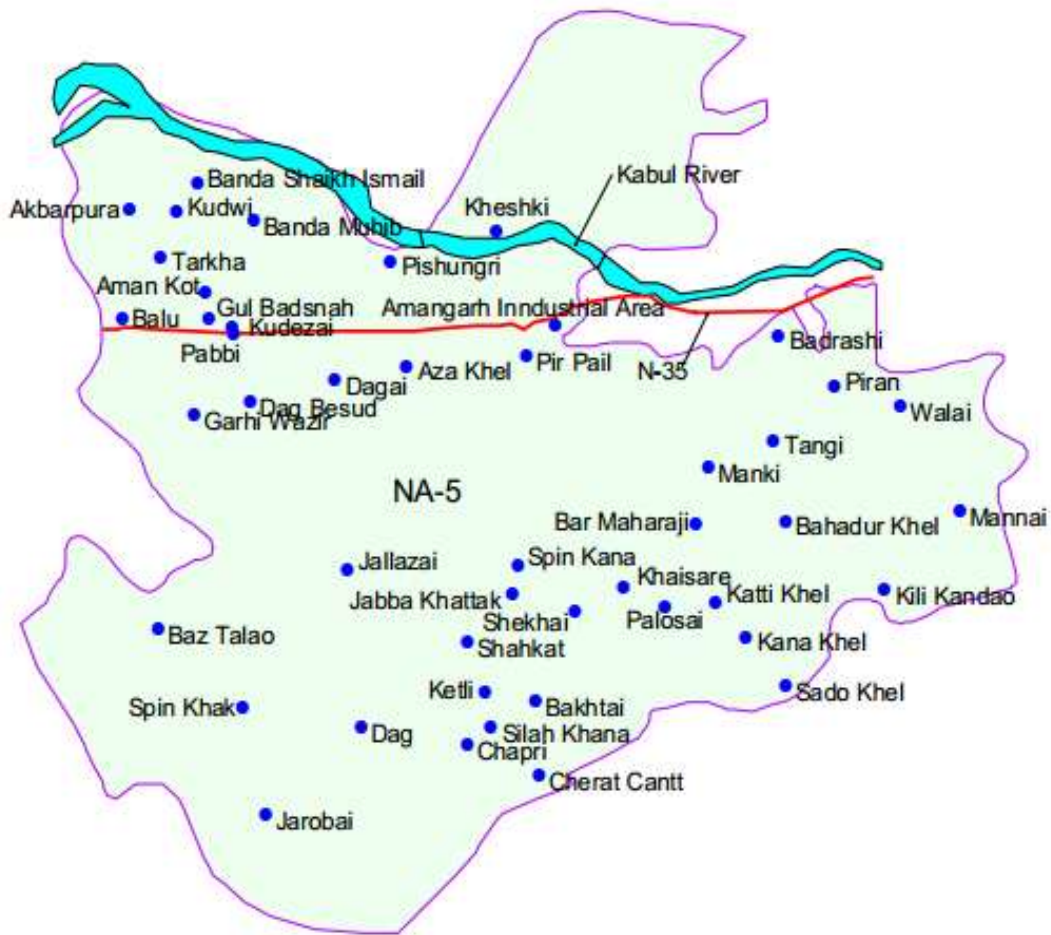 Banda Shaikh Ismail
Kabul River
Akbarpura
Kudwi
Kheshki
Banda Muhib
Tarkha
Pishungri
Aman Kot
Gul Badsnah
Amangarh Inndustrial Area
Balu
Kudezai
Pabbi
Badrashi
Pir Pail
Aza Khel
N-35
Dagai
Piran
Dag Besud
Walai
Garhi Wazir
Tangi
Manki
NA-5
Bar Maharaji
Bahadur Khel
Mannai
Spin Kana
Jallazai
Khaisare
Jabba Khattak
Katti Khel
Kili Kandao
Shekhai
Palosai
Baz Talao
Kana Khel
Shahkat
Ketli
Sado Khel
Spin Khak
Bakhtai
Dag
Silah Khana
Chapri
Cherat Cantt
Jarobai